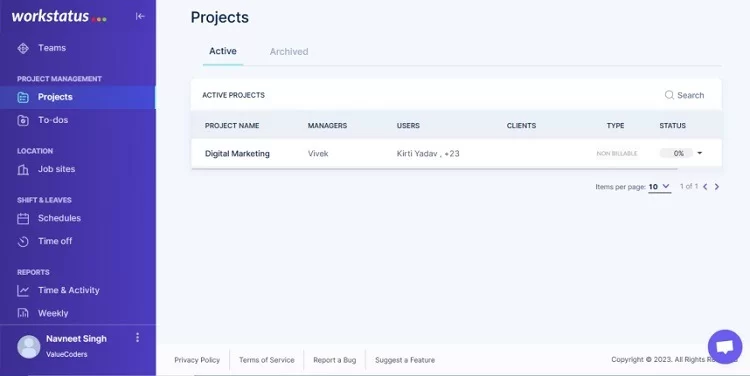 workstatus
Teams
PROJECT MANAGEMENT
Projects
To-dos
LOCATION
Job sites
SHIFT & LEAVES
Schedules
Time off
REPORTS
Time & Activity
Weekly
Navneet Singh
ValueCoders
Projects
Active Archived
ACTIVE PROJECTS Search
PROJECT NAME MANAGERS USERS CLIENTS TYPE STATUS
Digital Marketing Vivek Kirti Yadav , +23 NON BILLABLE 0%
Items per page: 10 1 of 1
Privacy Policy Terms of Service Report a Bug Suggest a Feature Copyright © 2023. All Rights